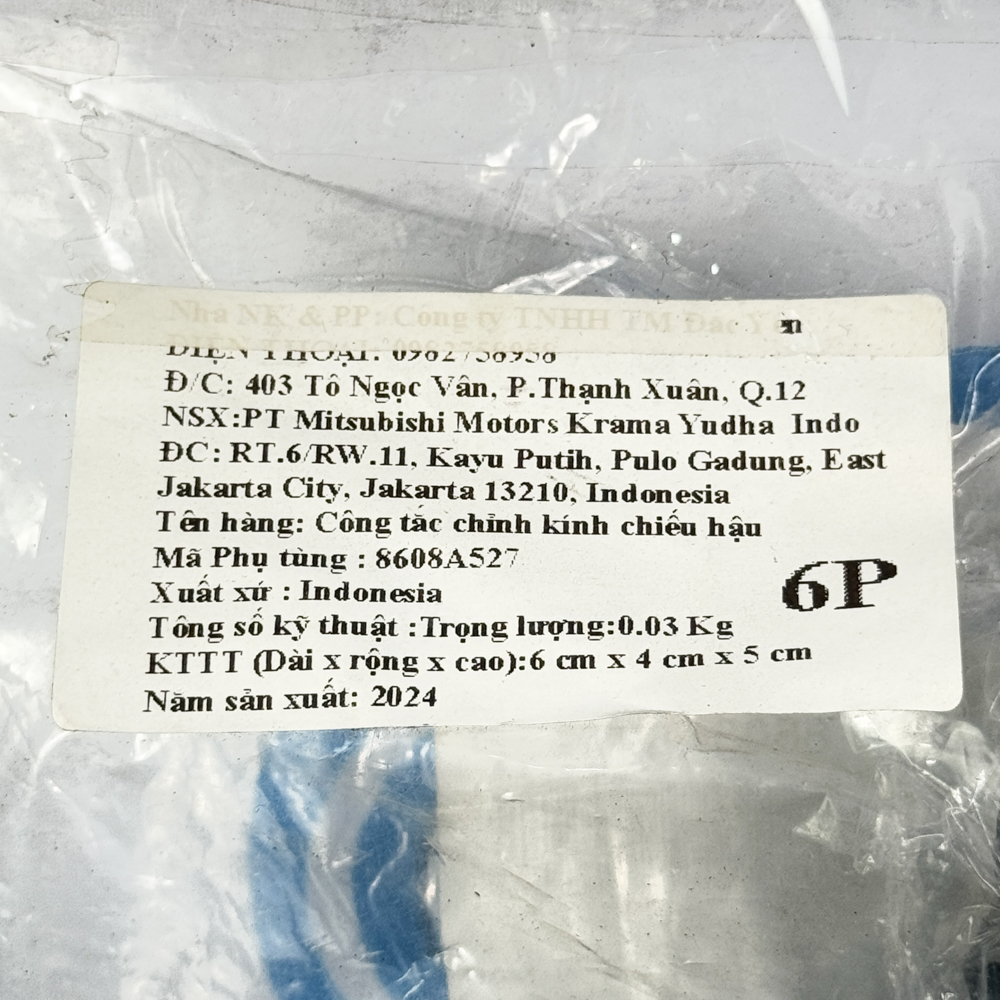 Nhà NK & PP: Công ty TNHH TM Đắc Yến
ĐIỆN THOẠI: 0982758958
Đ/C: 403 Tô Ngọc Vân, P.Thạnh Xuân, Q.12
NSX:PT Mitsubishi Motors Krama Yudha Indo
ĐC: RT.6/RW.11, Kayu Putih, Pulo Gadung, East
Jakarta City, Jakarta 13210, Indonesia
Tên hàng: Công tắc chỉnh kính chiếu hậu
Mã Phụ tùng : 8608A527
Xuất xứ : Indonesia
6P
Tông số kỹ thuật :Trọng lượng:0.03 Kg
KTTT (Dài x rộng x cao):6 cm x 4 cm x 5 cm
Năm sản xuất: 2024